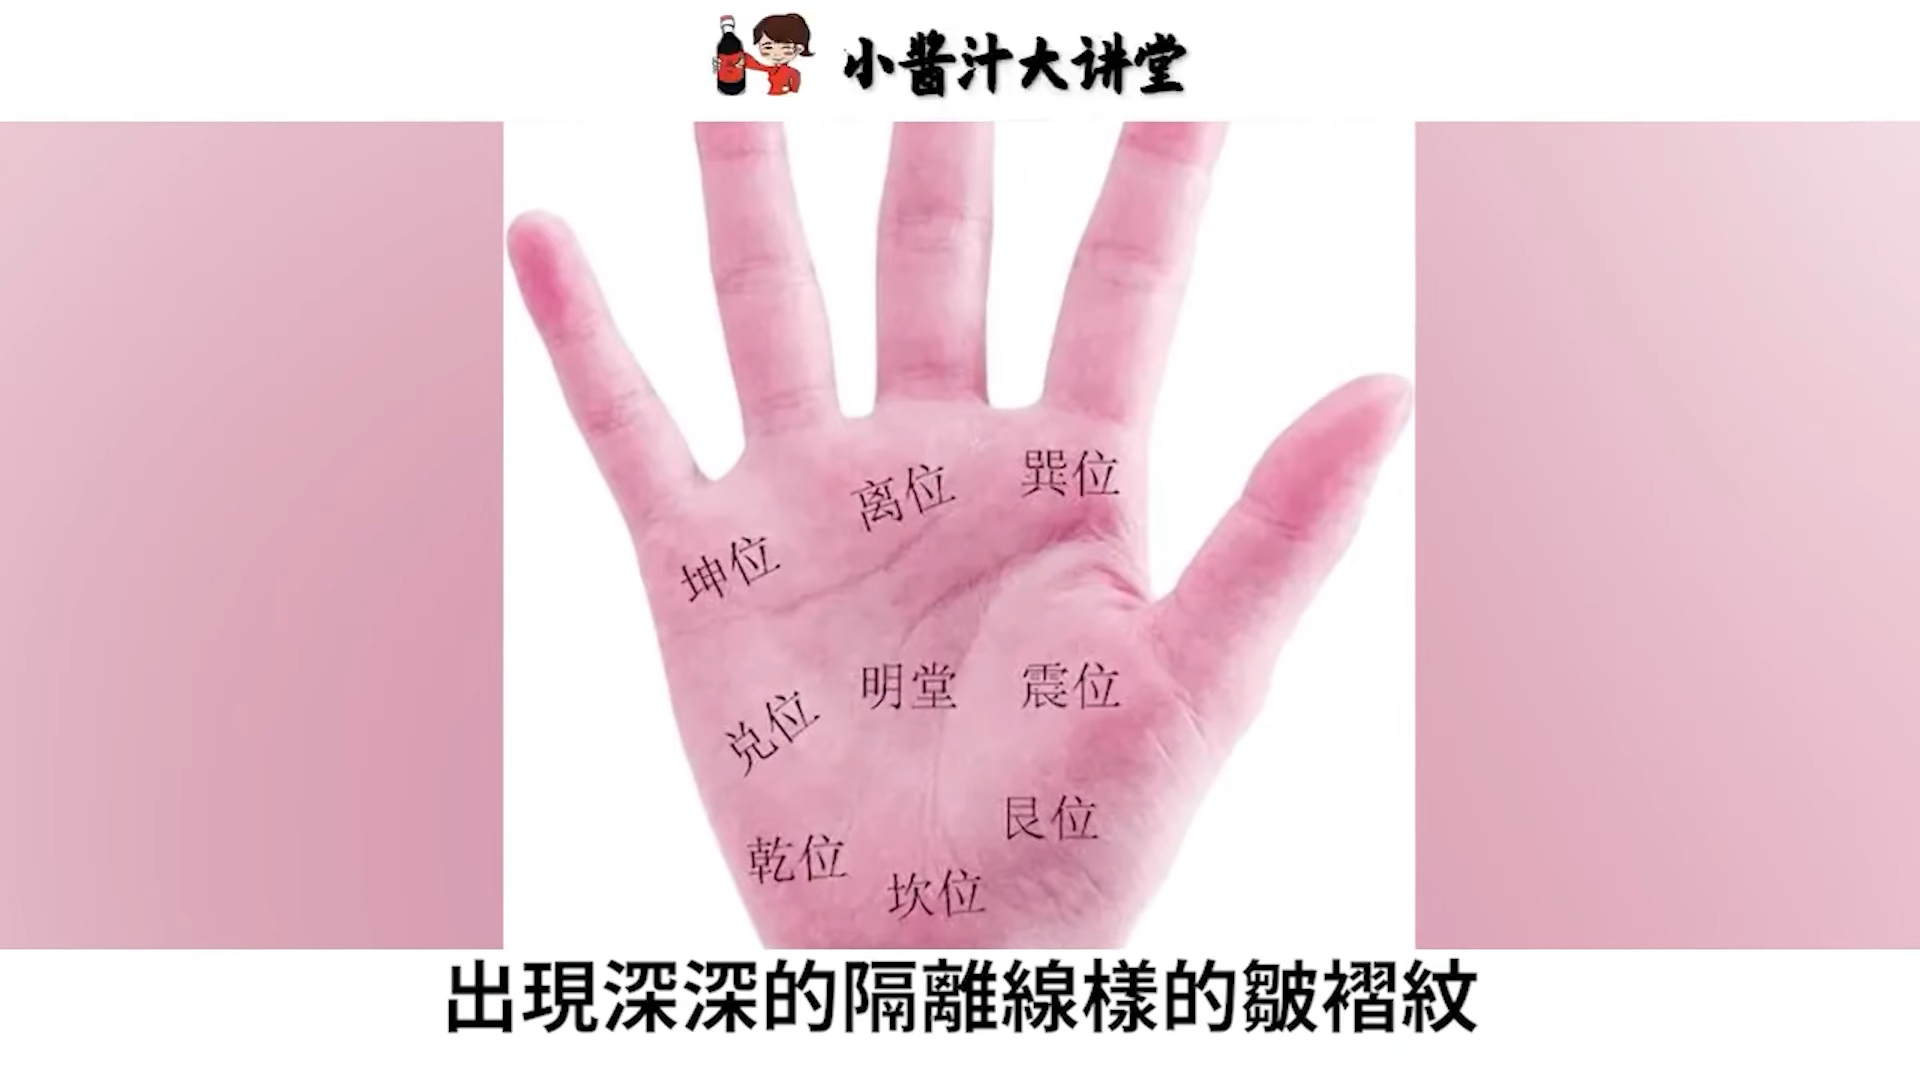 小酱汁大讲堂
离位
巽位
坤位
明堂
震位
兑位
艮位
乾位
坎位
出現深深的隔離線樣的皺褶紋